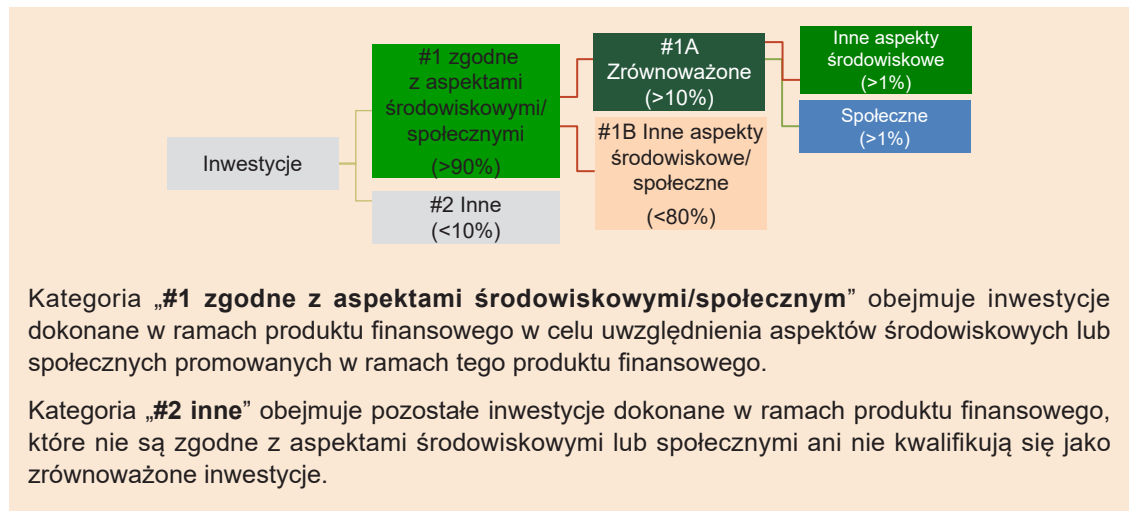 Inwestycje
#1 zgodne
z aspektami
środowiskowymi/
społecznymi
(>90%)
#2 Inne
(<10%)
#1A
Zrównoważone
(>10%)
#1B Inne aspekty
środowiskowe/
społeczne
(<80%)
Inne aspekty
środowiskowe
(>1%)
Społeczne
(>1%)
Kategoria „#1 zgodne z aspektami środowiskowymi/społecznym” obejmuje inwestycje
dokonane w ramach produktu finansowego w celu uwzględnienia aspektów środowiskowych lub
społecznych promowanych w ramach tego produktu finansowego.
Kategoria „#2 inne” obejmuje pozostałe inwestycje dokonane w ramach produktu finansowego,
które nie są zgodne z aspektami środowiskowymi lub społecznymi ani nie kwalifikują się jako
zrównoważone inwestycje.